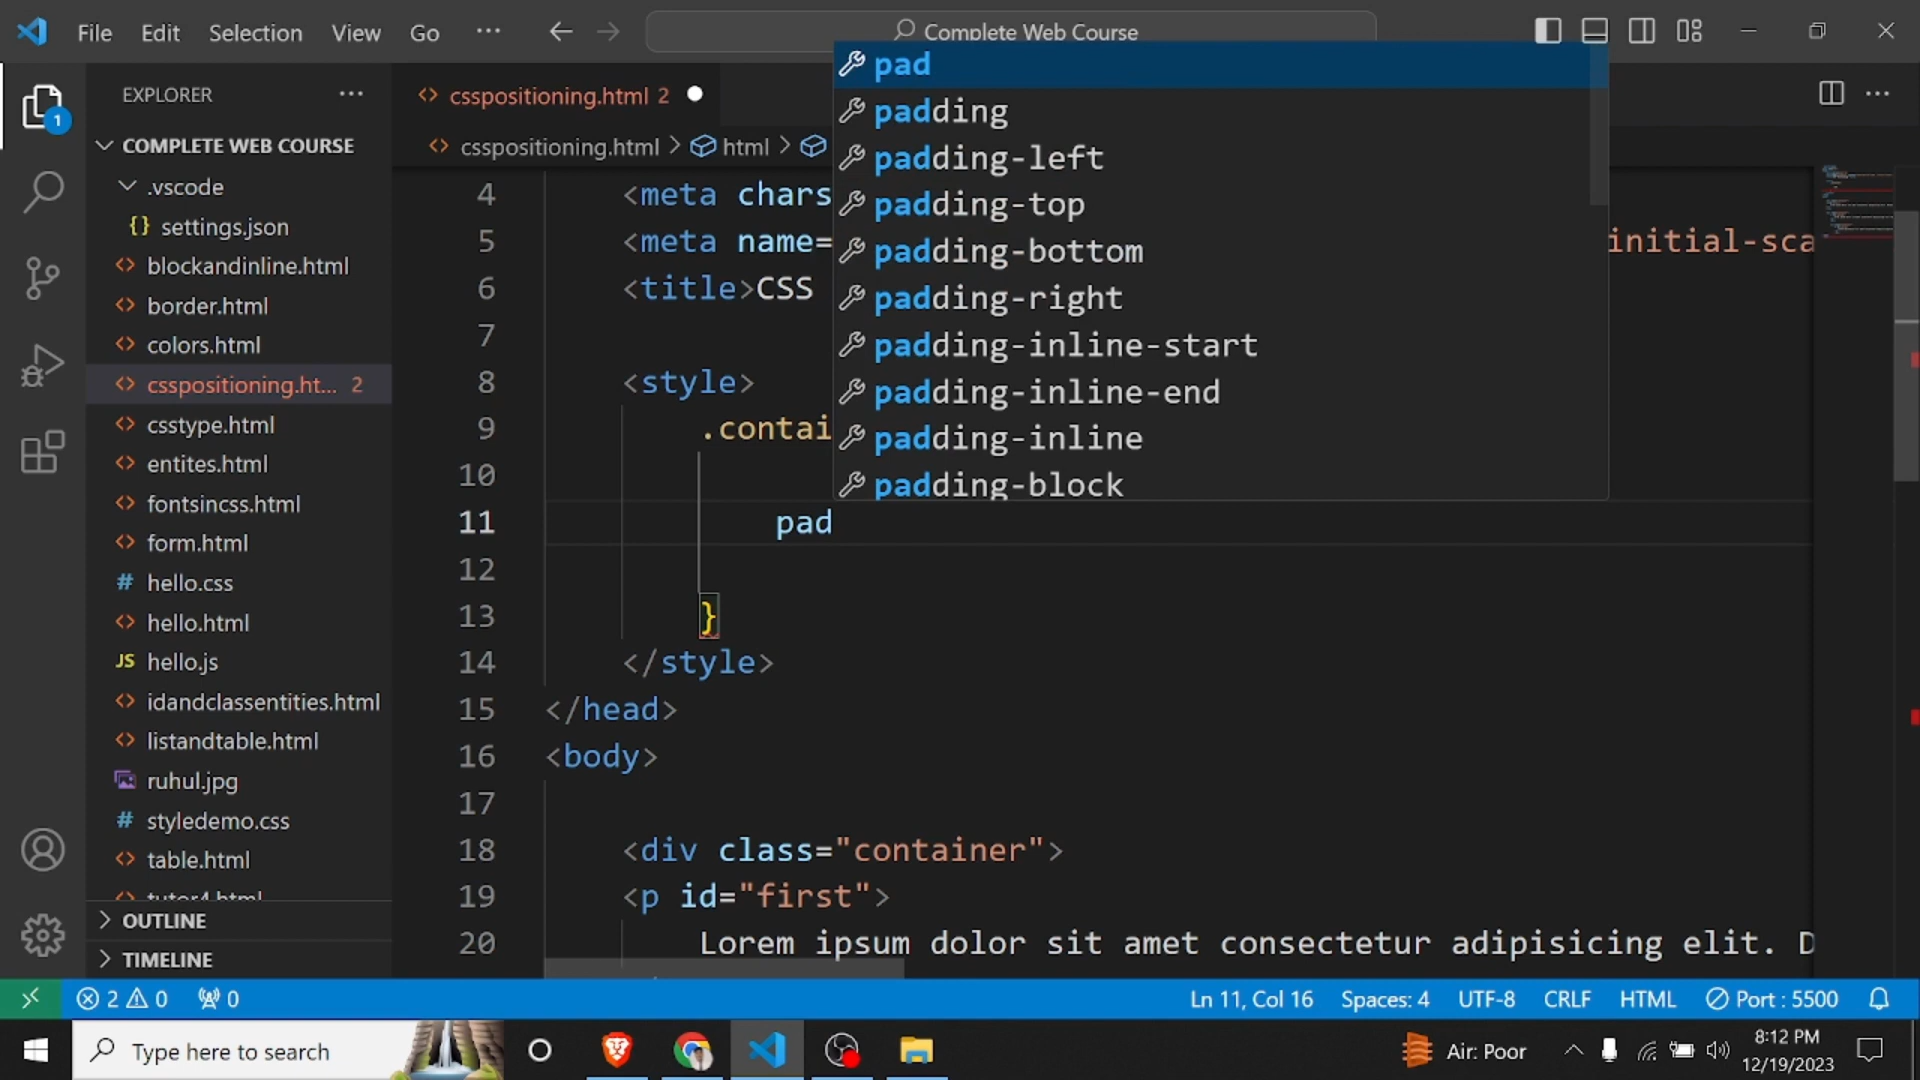 File Edit Selection View Go ··· Complete Web Course
EXPLORER ···
COMPLETE WEB COURSE
.vscode
{} settings.json
<> blockandinline.html
<> border.html
<> colors.html
<> csspositioning.ht... 2
<> csstype.html
<> entites.html
<> fontsincss.html
<> form.html
# hello.css
<> hello.html
JS hello.js
<> idandclassentities.html
<> listandtable.html
ruhul.jpg
# styledemo.css
<> table.html
<> tutor4.html
OUTLINE
TIMELINE
1
<> csspositioning.html 2
<> csspositioning.html > html >
pad
padding
padding-left
padding-top
padding-bottom
padding-right
padding-inline-start
padding-inline-end
padding-inline
padding-block
4 <meta chars
5 <meta name= initial-sca
6 <title>CSS
7
8 <style>
9 .contai
10
11 pad
12
13 }
14 </style>
15 </head>
16 <body>
17
18 <div class="container">
19 <p id="first">
20 Lorem ipsum dolor sit amet consectetur adipisicing elit. D
2 0 0 Ln 11, Col 16 Spaces: 4 UTF-8 CRLF HTML Port : 5500
Type here to search Air: Poor 8:12 PM
12/19/2023